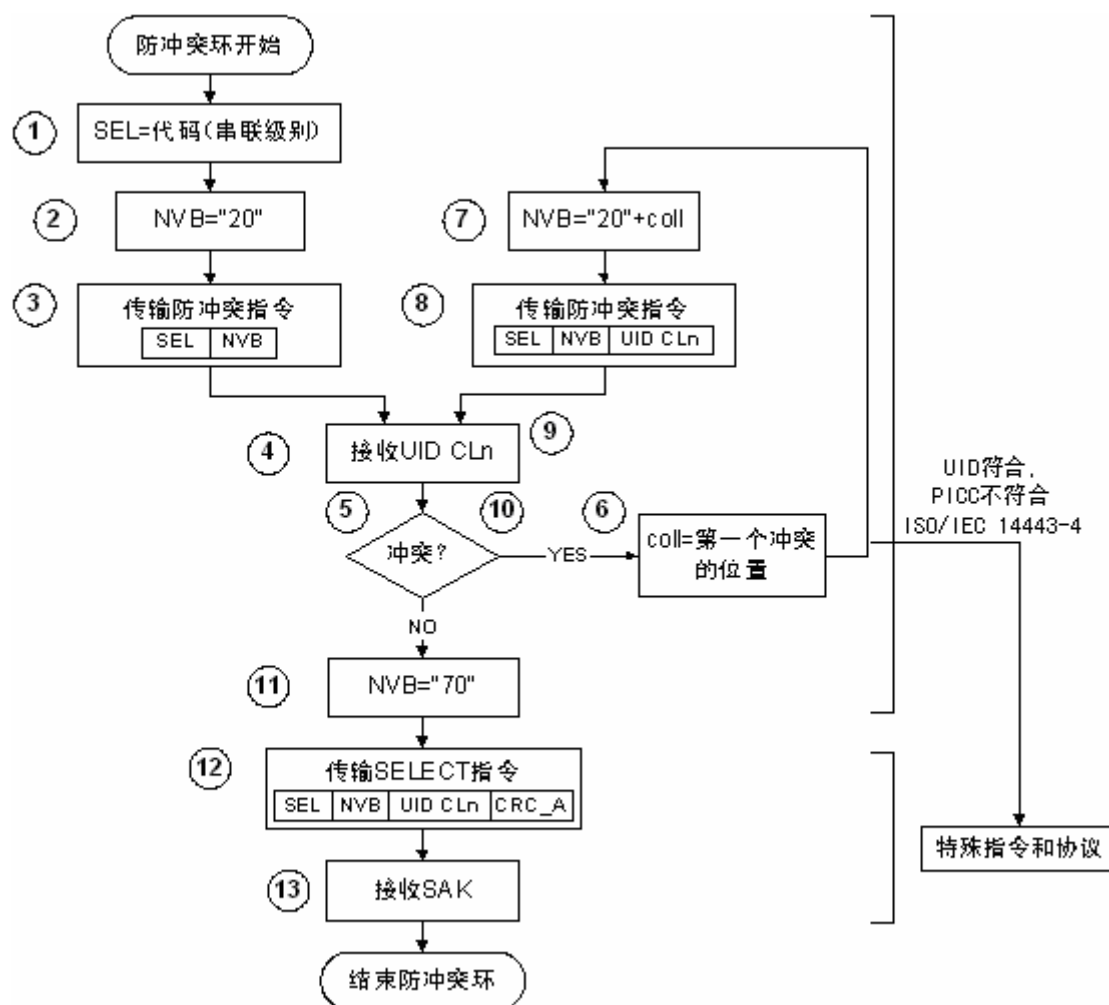 防冲突环开始
1
SEL=代码(串联级别)
2
NVB="20"
3
传输防冲突指令
SEL NVB
7
NVB="20"+coll
8
传输防冲突指令
SEL NVB UID CLn
4
接收UID CLn
9
5
冲突?
10
YES
6
coll=第一个冲突
的位置
NO
11
NVB="70"
12
传输SELECT指令
SEL NVB UID CLn CRC_A
13
接收SAK
结束防冲突环
UID符合,
PICC不符合
ISO/IEC 14443-4
特殊指令和协议